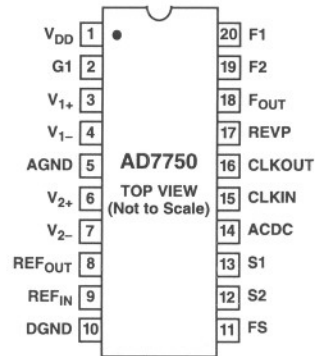 VDD 1 20 F1
G1 2 19 F2
V1+ 3 18 FOUT
V1– 4 17 REVP
AGND 5 AD7750 16 CLKOUT
V2+ 6 TOP VIEW 15 CLKIN
V2– 7 (Not to Scale) 14 ACDC
REFOUT 8 13 S1
REFIN 9 12 S2
DGND 10 11 FS